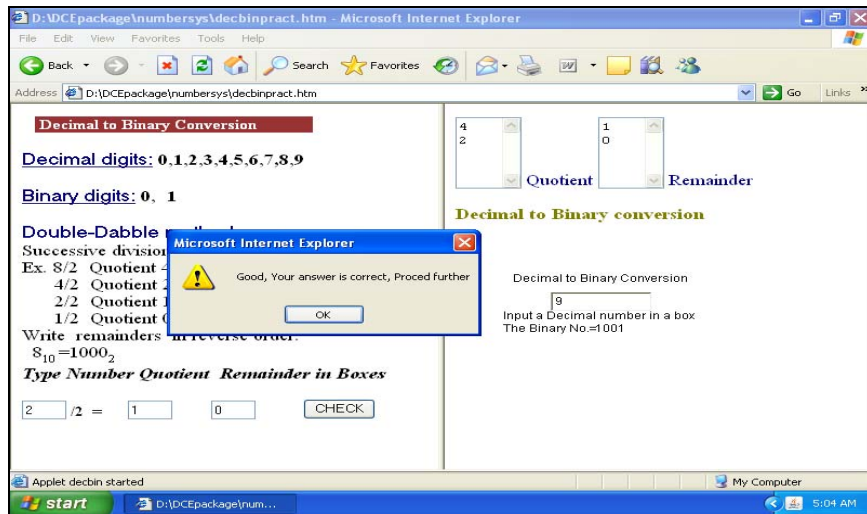 D:\DCEpackage\numbersys\decbinpract.htm - Microsoft Internet Explorer
File Edit View Favorites Tools Help
Back Search Favorites
Address D:\DCEpackage\numbersys\decbinpract.htm Go Links »
Decimal to Binary Conversion
Decimal digits: 0,1,2,3,4,5,6,7,8,9
Binary digits: 0, 1
Double-Dabble
Successive division
Ex. 8/2 Quotient 4
4/2 Quotient 2
2/2 Quotient 1
1/2 Quotient 0
Write remainders in reverse order.
810=10002
Type Number Quotient Remainder in Boxes
2 /2 = 1 0 CHECK
Microsoft Internet Explorer
Good, Your answer is correct, Proced further
OK
4 1
2 0
Quotient Remainder
Decimal to Binary conversion
Decimal to Binary Conversion
9
Input a Decimal number in a box
The Binary No.=1001
Applet decbin started My Computer
start D:\DCEpackage\num... 5:04 AM